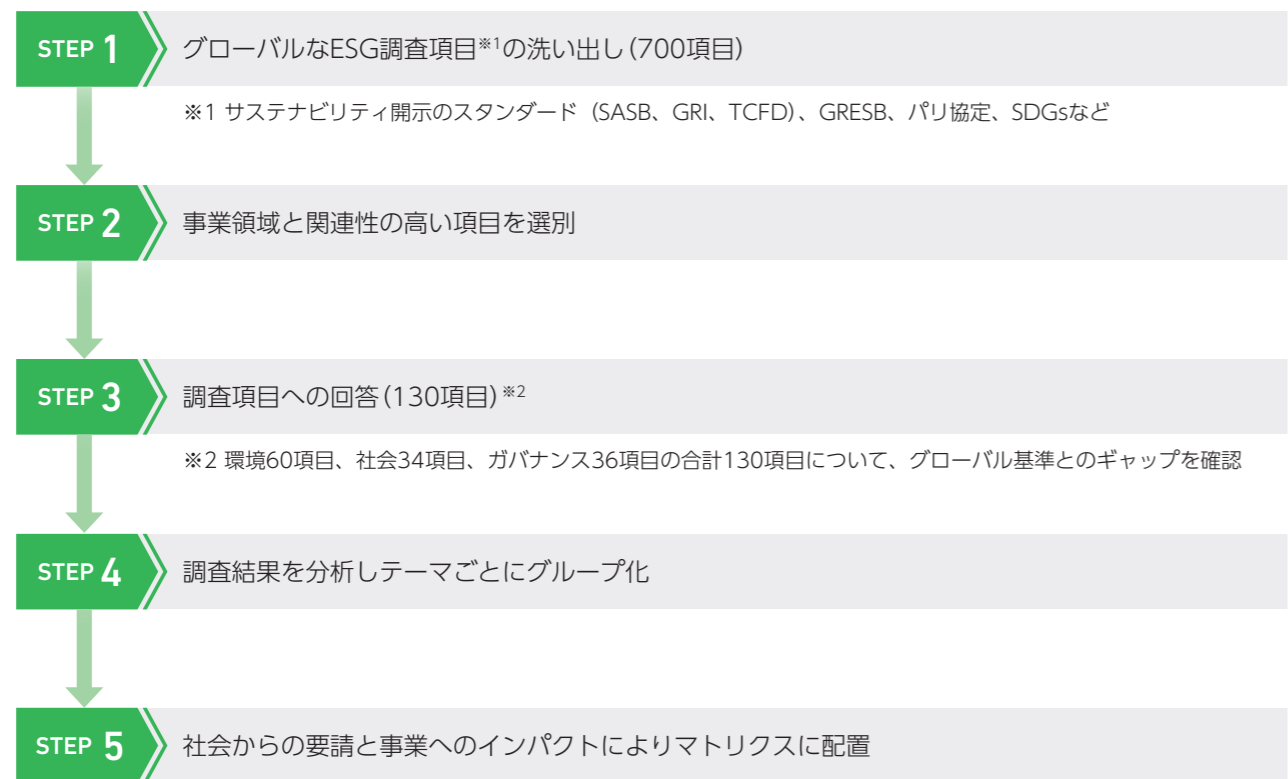 STEP 1 グローバルなESG調査項目※1の洗い出し(700項目)
※1 サステナビリティ開示のスタンダード（SASB、GRI、TCFD）、GRESB、パリ協定、SDGsなど
STEP 2 事業領域と関連性の高い項目を選別
STEP 3 調査項目への回答(130項目)※2
※2 環境60項目、社会34項目、ガバナンス36項目の合計130項目について、グローバル基準とのギャップを確認
STEP 4 調査結果を分析しテーマごとにグループ化
STEP 5 社会からの要請と事業へのインパクトによりマトリクスに配置